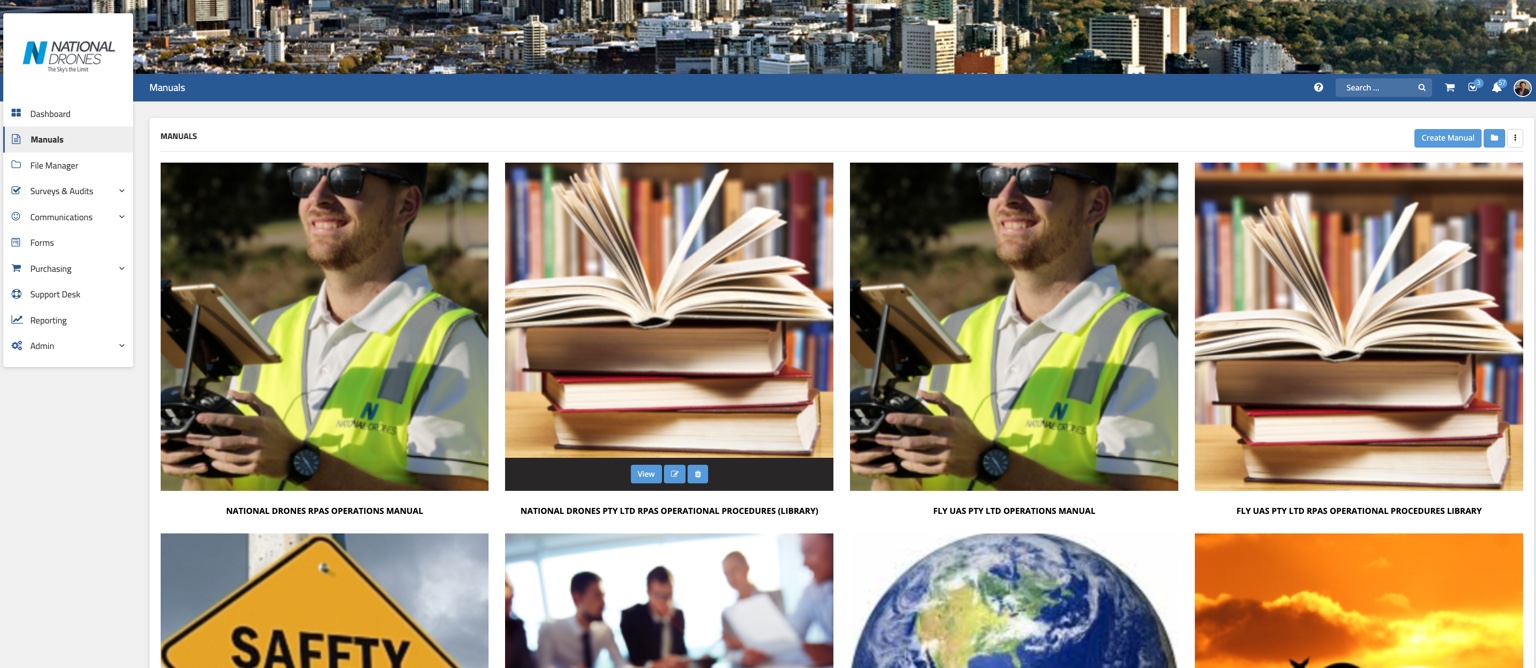 NATIONAL
DRONES
The Sky's the Limit
Manuals
Search ...
3
57
Dashboard
Manuals
File Manager
Surveys & Audits
Communications
Forms
Purchasing
Support Desk
Reporting
Admin
MANUALS
Create Manual
NATIONAL DRONES
NATIONAL DRONES
View
NATIONAL DRONES RPAS OPERATIONS MANUAL
NATIONAL DRONES PTY LTD RPAS OPERATIONAL PROCEDURES (LIBRARY)
FLY UAS PTY LTD OPERATIONS MANUAL
FLY UAS PTY LTD RPAS OPERATIONAL PROCEDURES LIBRARY
SAFETY